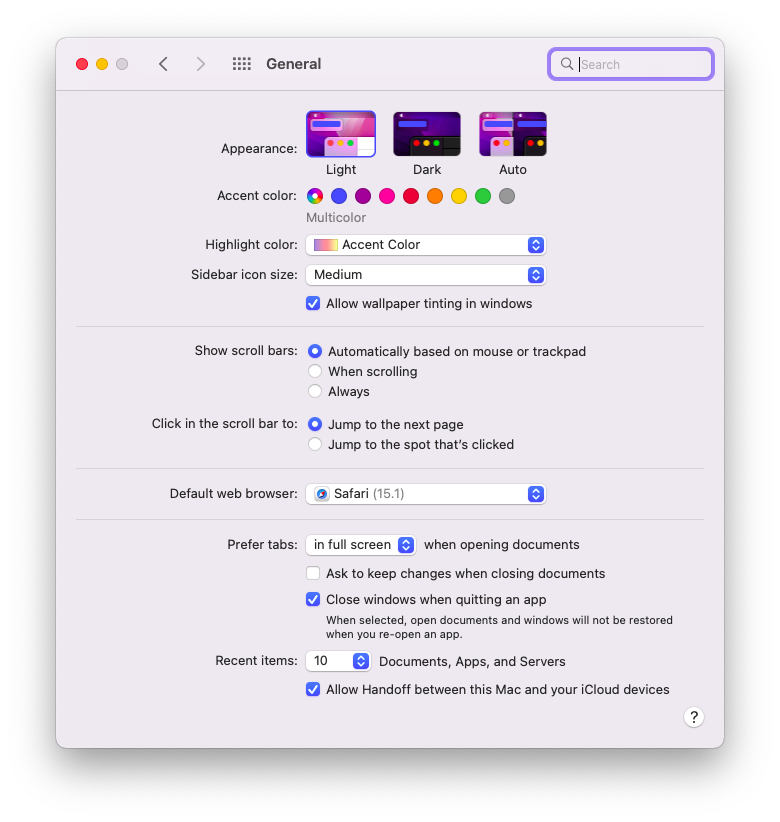 General
Search
Appearance:
Light Dark Auto
Accent color:
Multicolor
Highlight color: Accent Color
Sidebar icon size: Medium
Allow wallpaper tinting in windows
Show scroll bars: Automatically based on mouse or trackpad
When scrolling
Always
Click in the scroll bar to: Jump to the next page
Jump to the spot that's clicked
Default web browser: Safari (15.1)
Prefer tabs: in full screen when opening documents
Ask to keep changes when closing documents
Close windows when quitting an app
When selected, open documents and windows will not be restored
when you re-open an app.
Recent items: 10 Documents, Apps, and Servers
Allow Handoff between this Mac and your iCloud devices
?